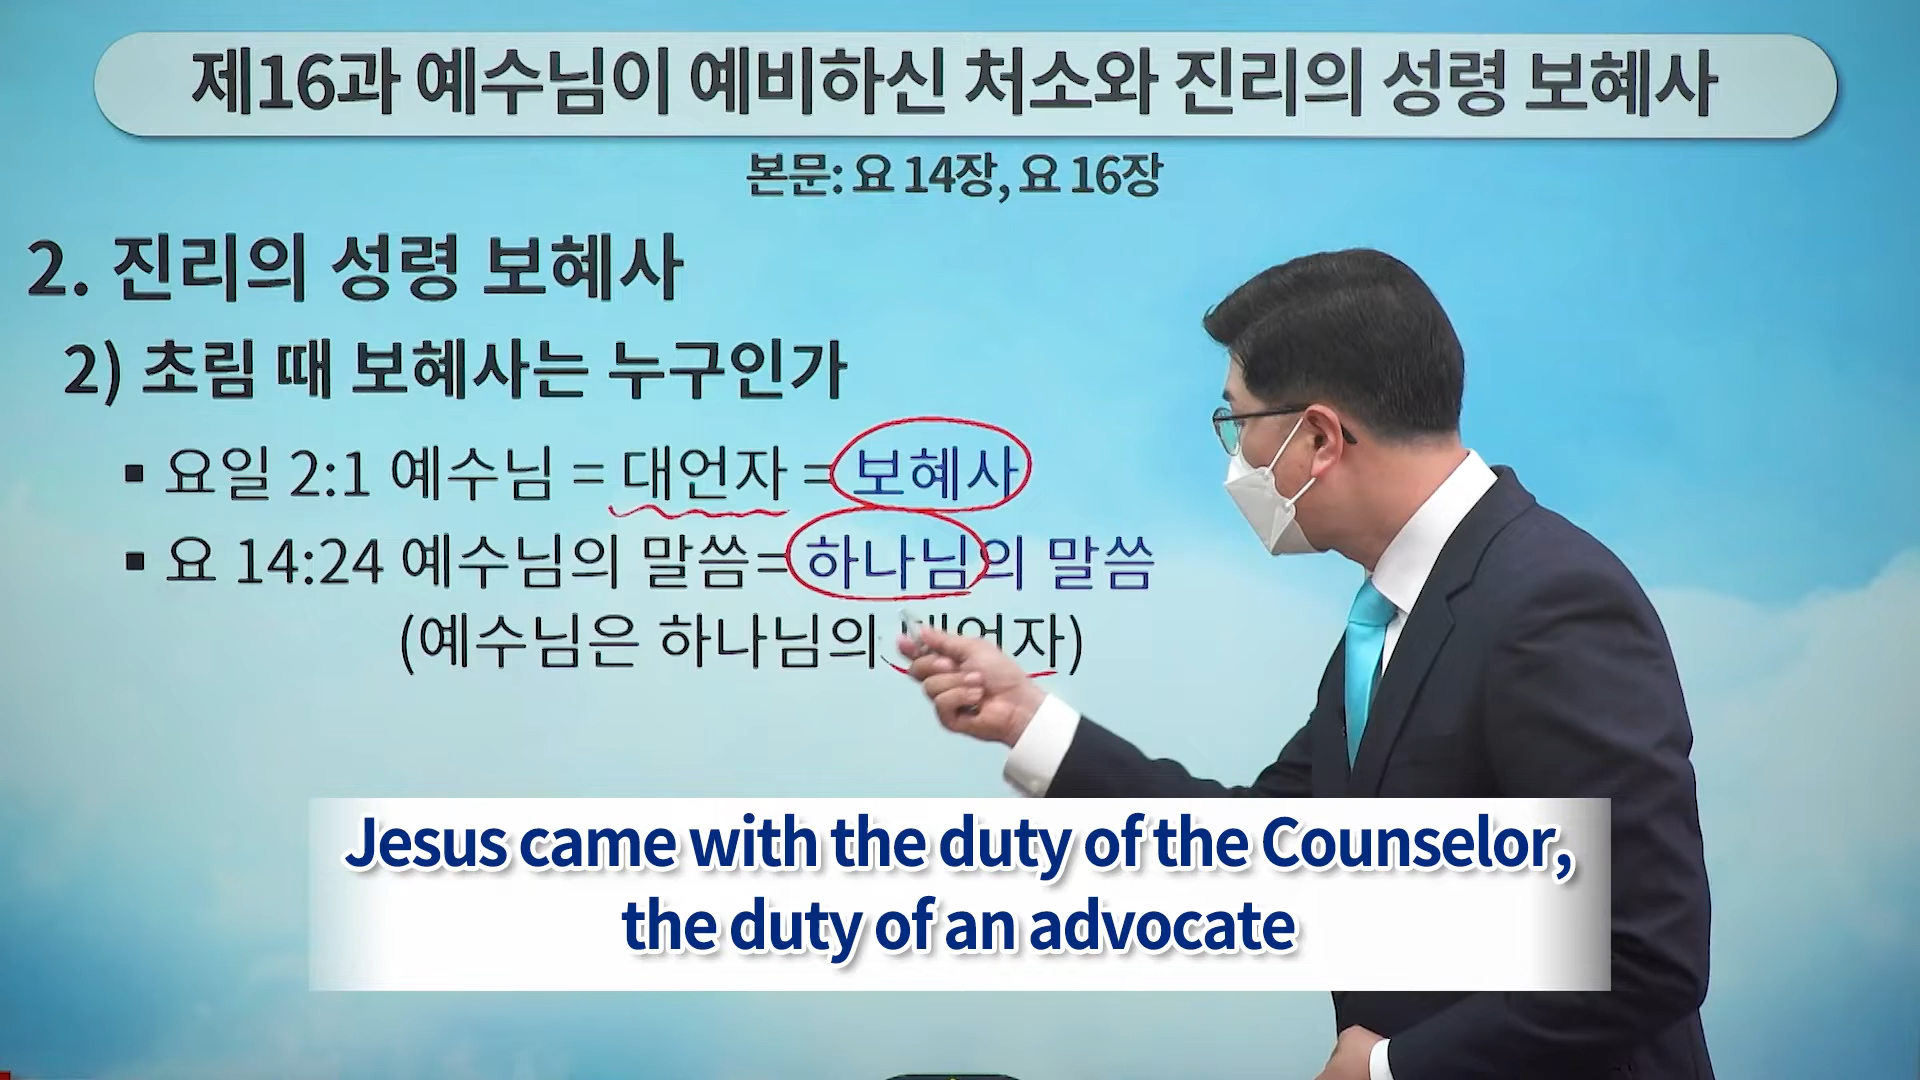 제16과 예수님이 예비하신 처소와 진리의 성령 보혜사
본문: 요 14장, 요 16장
2. 진리의 성령 보혜사
2) 초림 때 보혜사는 누구인가
▪ 요일 2:1 예수님 = 대언자 = 보혜사
▪ 요 14:24 예수님의 말씀= 하나님의 말씀
(예수님은 하나님의 자)
Jesus came with the duty of the Counselor,
the duty of an advocate